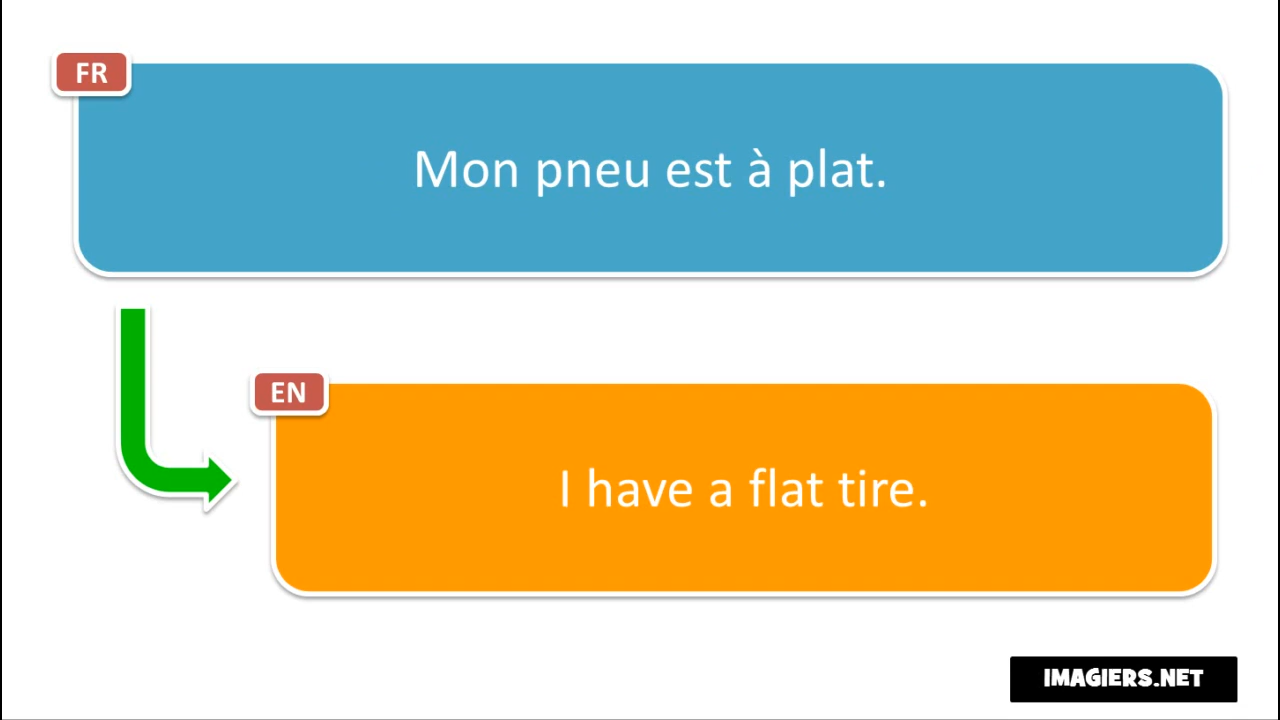 FR
Mon pneu est à plat.
EN
I have a flat tire.
IMAGIERS.NET